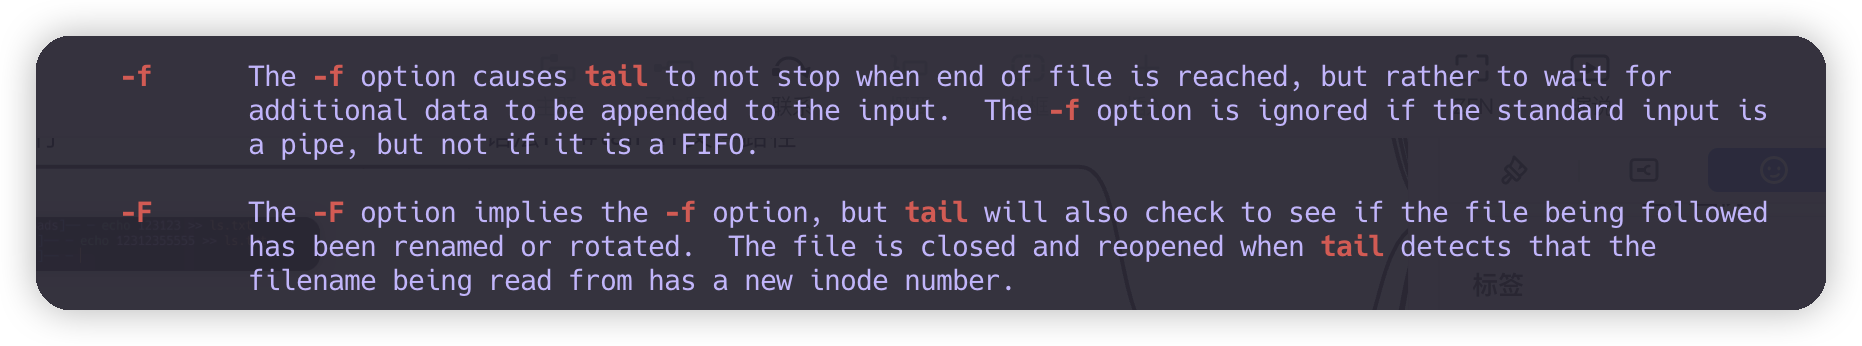 -f The -f option causes tail to not stop when end of file is reached, but rather to wait for
additional data to be appended to the input.  The -f option is ignored if the standard input is
a pipe, but not if it is a FIFO.
-F The -F option implies the -f option, but tail will also check to see if the file being followed
has been renamed or rotated.  The file is closed and reopened when tail detects that the
filename being read from has a new inode number.
标签